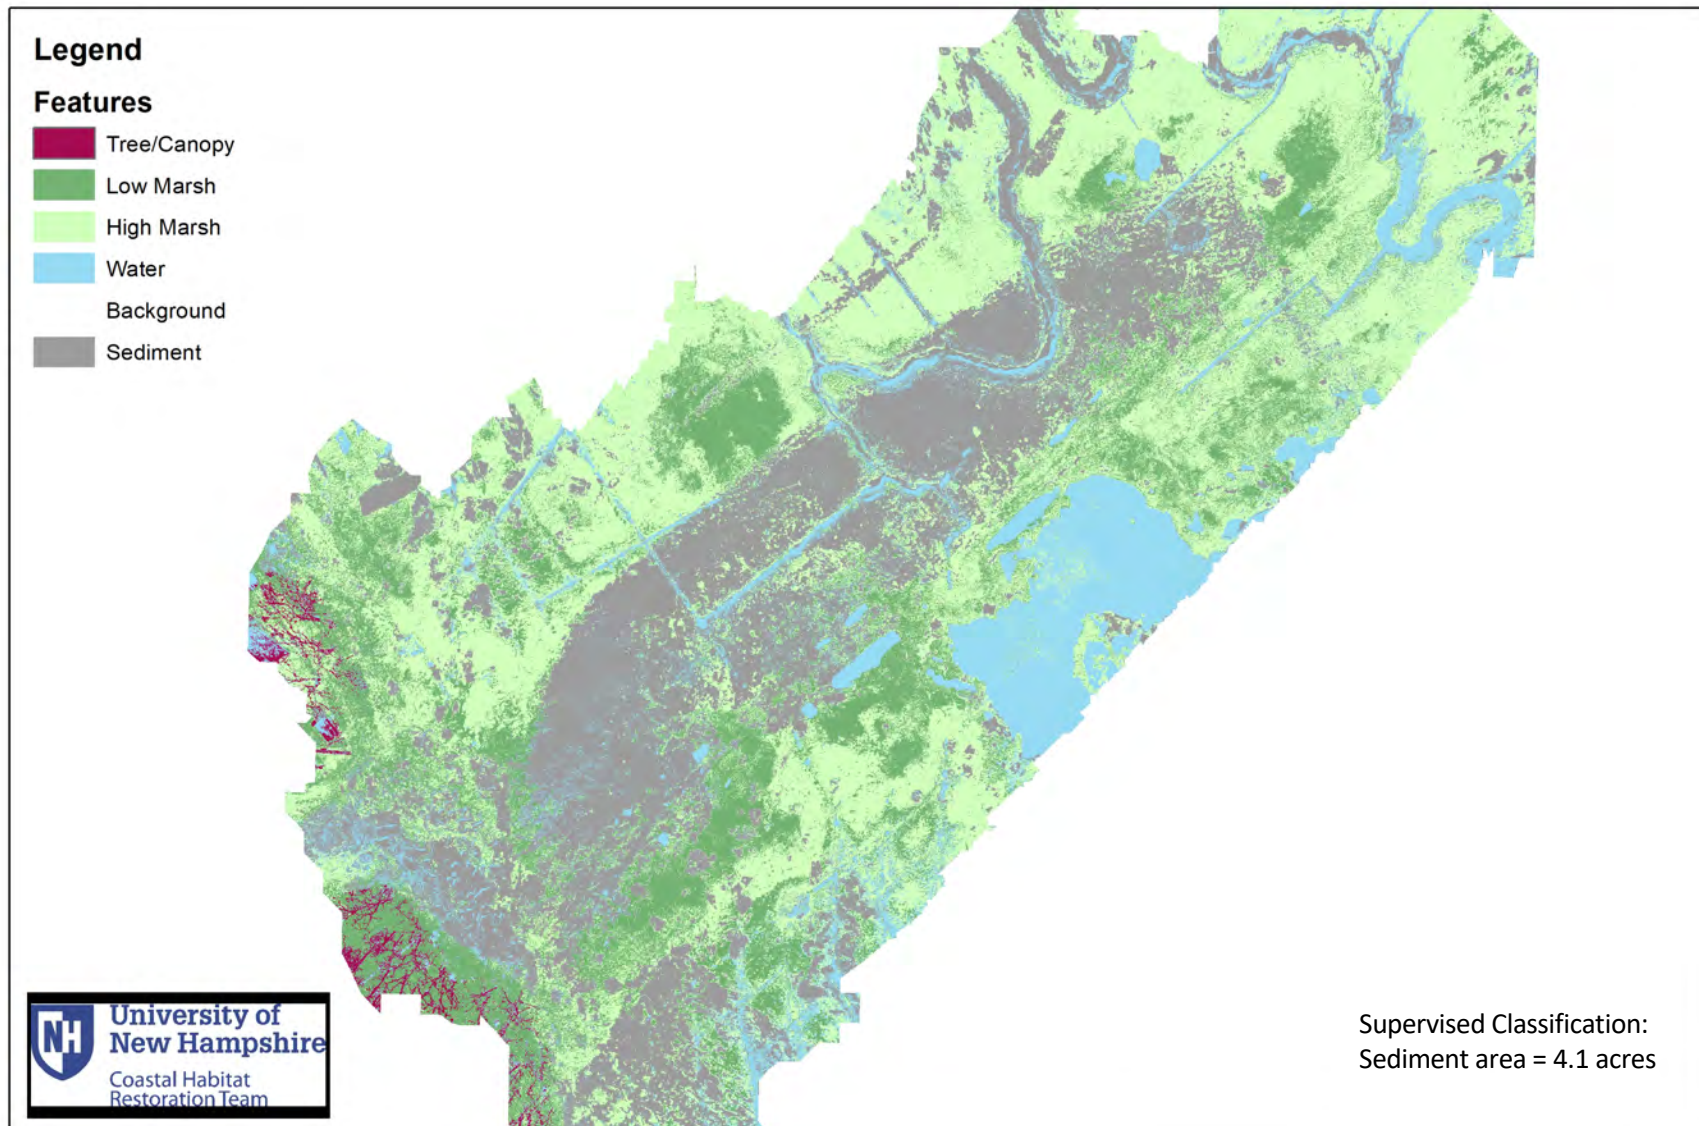 Legend
Features
Tree/Canopy
Low Marsh
High Marsh
Water
Background
Sediment
NH
University of
New Hampshire
Coastal Habitat
Restoration Team
Supervised Classification:
Sediment area = 4.1 acres